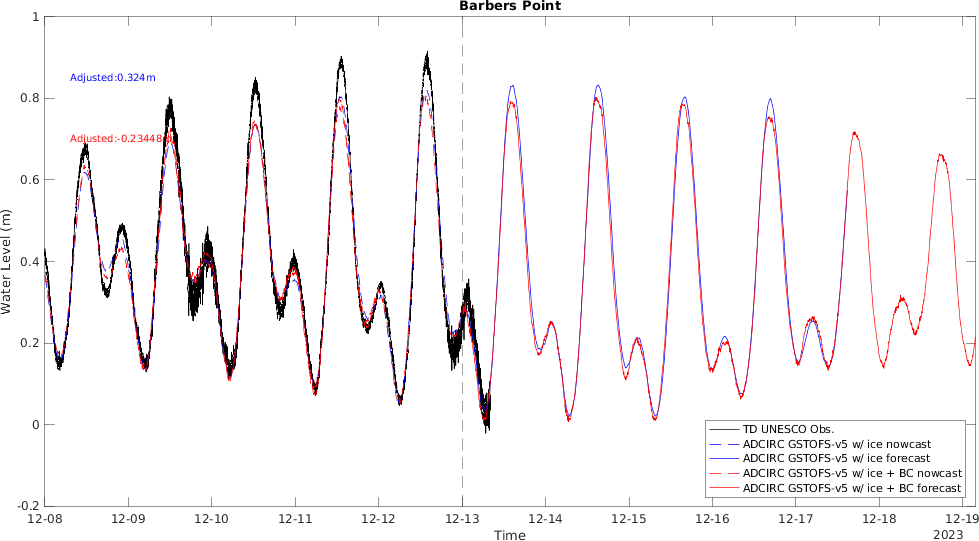 Barbers Point
Water Level (m)
1
0.8
0.6
0.4
0.2
0
-0.2
Adjusted:0.324m
Adjusted:-0.23448
TD UNESCO Obs.
ADCIRC GSTOFS-v5 w/ ice nowcast
ADCIRC GSTOFS-v5 w/ ice forecast
ADCIRC GSTOFS-v5 w/ ice + BC nowcast
ADCIRC GSTOFS-v5 w/ ice + BC forecast
12-08 12-09 12-10 12-11 12-12 12-13 12-14 12-15 12-16 12-17 12-18 12-19
Time
2023